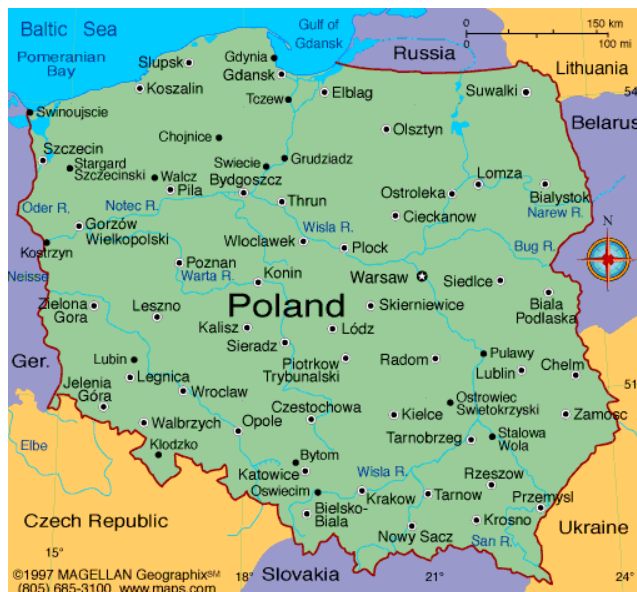 Baltic Sea
Gulf of
Gdansk
0 150 km
0 100 mi
Pomeranian
Bay
Russia
Lithuania
Gdynia
Slupsk
Gdansk
Koszalin
Tczew
Elblag
Suwalki
54
Swinoujscie
Belarus
Chojnice
Olsztyn
Szczecin
Stargard
Szczecinski
Swiecie
Grudziadz
Walcz
Pila
Bydgoszcz
Lomza
Bialystok
Ostroleka
Thrun
Oder R.
Notec R.
Narew R.
Cieckanow
N
Gorzów
Wielkopolski
Wisla R.
Wloclawek
Plock
Bug R.
Kostrzyn
Poznan
Warta R.
Konin
Warsaw
Siedlce
Neisse
Zielona
Gora
Leszno
Poland
Skierniewice
Biala
Podlaska
Kalisz
Lódz
Sieradz
Ger.
Lubin
Piotrkow
Trybunalski
Radom
Pulawy
Lublin
Chelm
Legnica
Jelenia
Góra
Wroclaw
51
Czestochowa
Ostrowiec
Swietokrzyski
Kielce
Zamosc
Walbrzych
Opole
Elbe
Klodzko
Tarnobrzeg
Stalowa
Wola
Bytom
Katowice
Wisla R.
Rzeszow
Oswiecim
Krakow
Tarnow
Przemysl
Bielsko-
Biala
Krosno
Czech Republic
Nowy Sacz
San R.
Ukraine
15°
18°
21°
24°
Slovakia
©1997 MAGELLAN GeographixSM
(805) 685-3100 www.maps.com